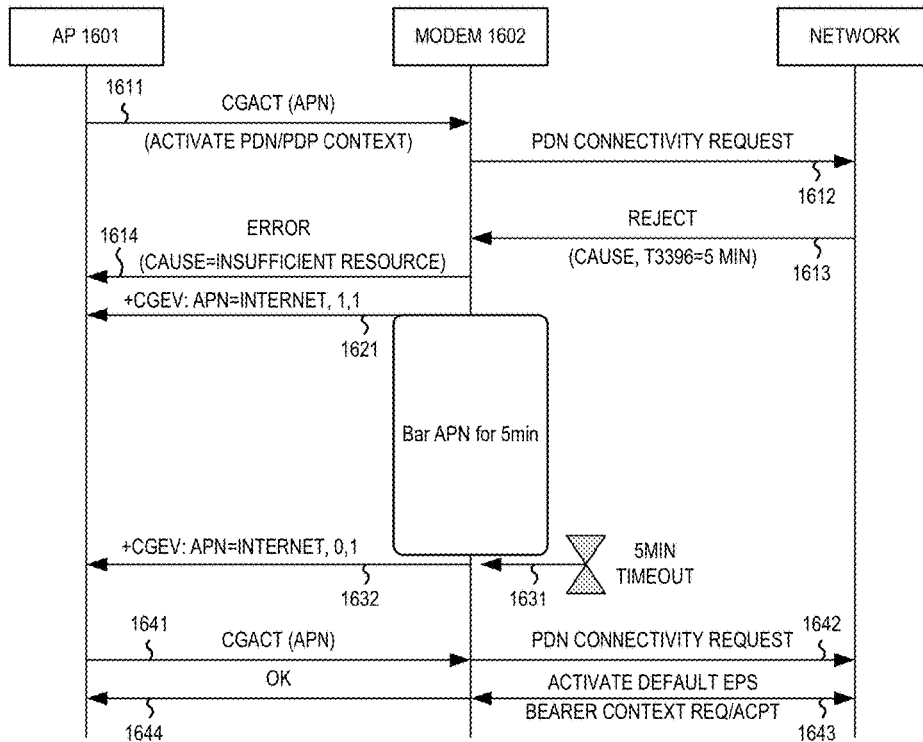 AP 1601
MODEM 1602
NETWORK
1611
CGACT (APN)
(ACTIVATE PDN/PDP CONTEXT)
PDN CONNECTIVITY REQUEST
1612
REJECT
(CAUSE, T3396=5 MIN)
1613
1614
ERROR
(CAUSE=INSUFFICIENT RESOURCE)
+CGEV: APN=INTERNET, 1,1
1621
Bar APN for 5min
+CGEV: APN=INTERNET, 0,1
1632
1631
5MIN
TIMEOUT
1641
CGACT (APN)
PDN CONNECTIVITY REQUEST
1642
OK
1644
ACTIVATE DEFAULT EPS
BEARER CONTEXT REQ/ACPT
1643